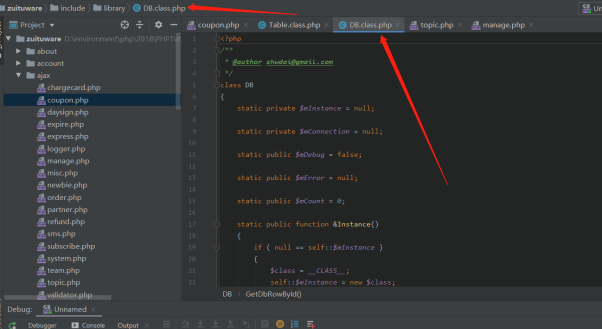 zuituware include library DB.class.php
Project
coupon.php Table.class.php DB.class.php topic.php manage.php
zuituware D:\environment\php\2018\PHPTu
about
account
ajax
chargecard.php
coupon.php
daysign.php
expire.php
express.php
logger.php
manage.php
misc.php
newbie.php
order.php
partner.php
refund.php
sms.php
subscribe.php
system.php
team.php
topic.php
validator.php
1 <?php
2 /**
3 * @author shwdai@gmail.com
4 */
5 class DB
6 {
7 static private $mInstance = null;
8
9 static private $mConnection = null;
10
11 static public $mDebug = false;
12
13 static public $mError = null;
14
15 static public $mCount = 0;
16
17 static public function &Instance()
18 {
19 if ( null == self::$mInstance )
20 {
21 $class = __CLASS__;
22 self::$mInstance = new $class;
DB › GetDbRowById()
Debug: Unnamed
Debugger Console Output